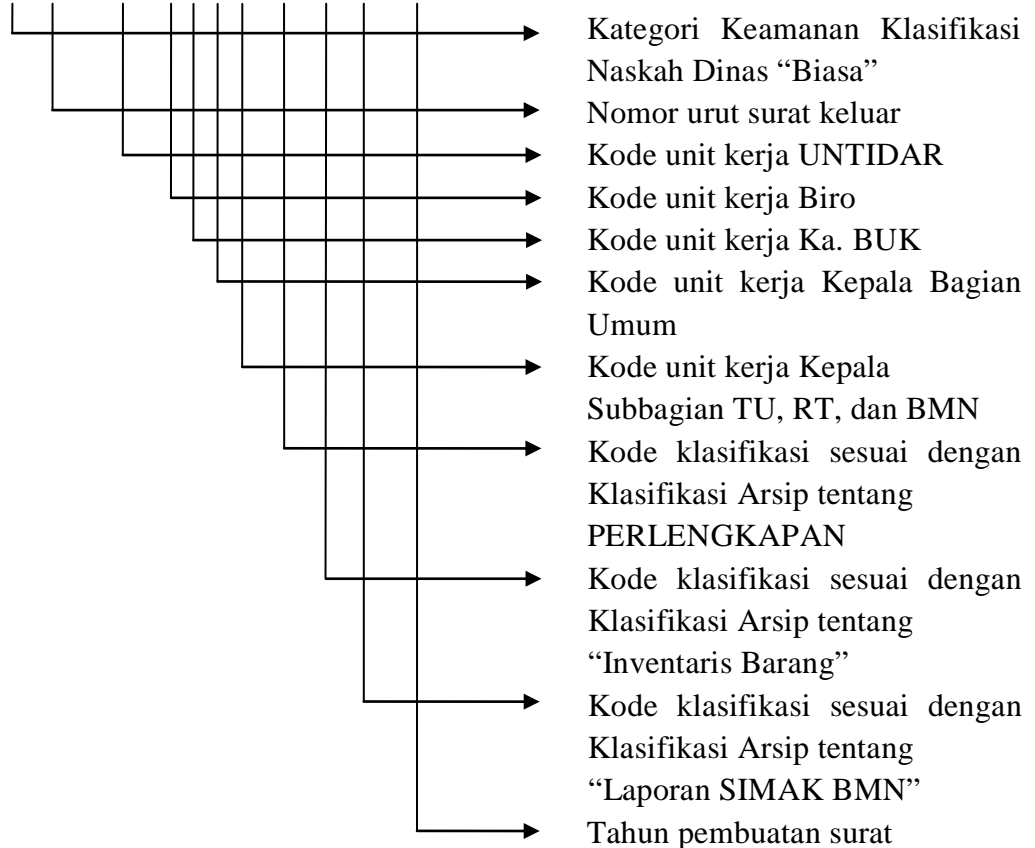 Kategori Keamanan Klasifikasi
Naskah Dinas “Biasa”
Nomor urut surat keluar
Kode unit kerja UNTIDAR
Kode unit kerja Biro
Kode unit kerja Ka. BUK
Kode unit kerja Kepala Bagian
Umum
Kode unit kerja Kepala
Subbagian TU, RT, dan BMN
Kode klasifikasi sesuai dengan
Klasifikasi Arsip tentang
PERLENGKAPAN
Kode klasifikasi sesuai dengan
Klasifikasi Arsip tentang
“Inventaris Barang”
Kode klasifikasi sesuai dengan
Klasifikasi Arsip tentang
“Laporan SIMAK BMN”
Tahun pembuatan surat